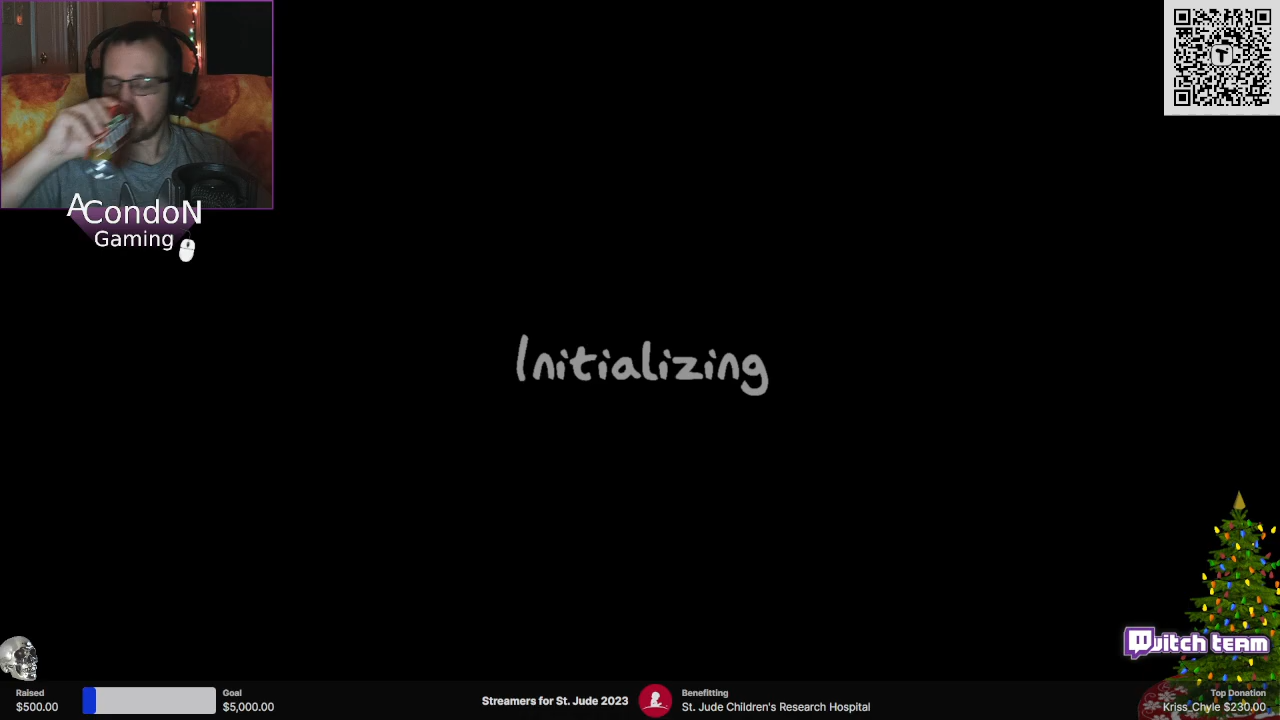 A CondoN
Gaming
Initializing
Twitch team
Raised
$500.00
Goal
$5,000.00
Streamers for St. Jude 2023
Benefitting
St. Jude Children's Research Hospital
Top Donation
Kriss_Chyle $230.00